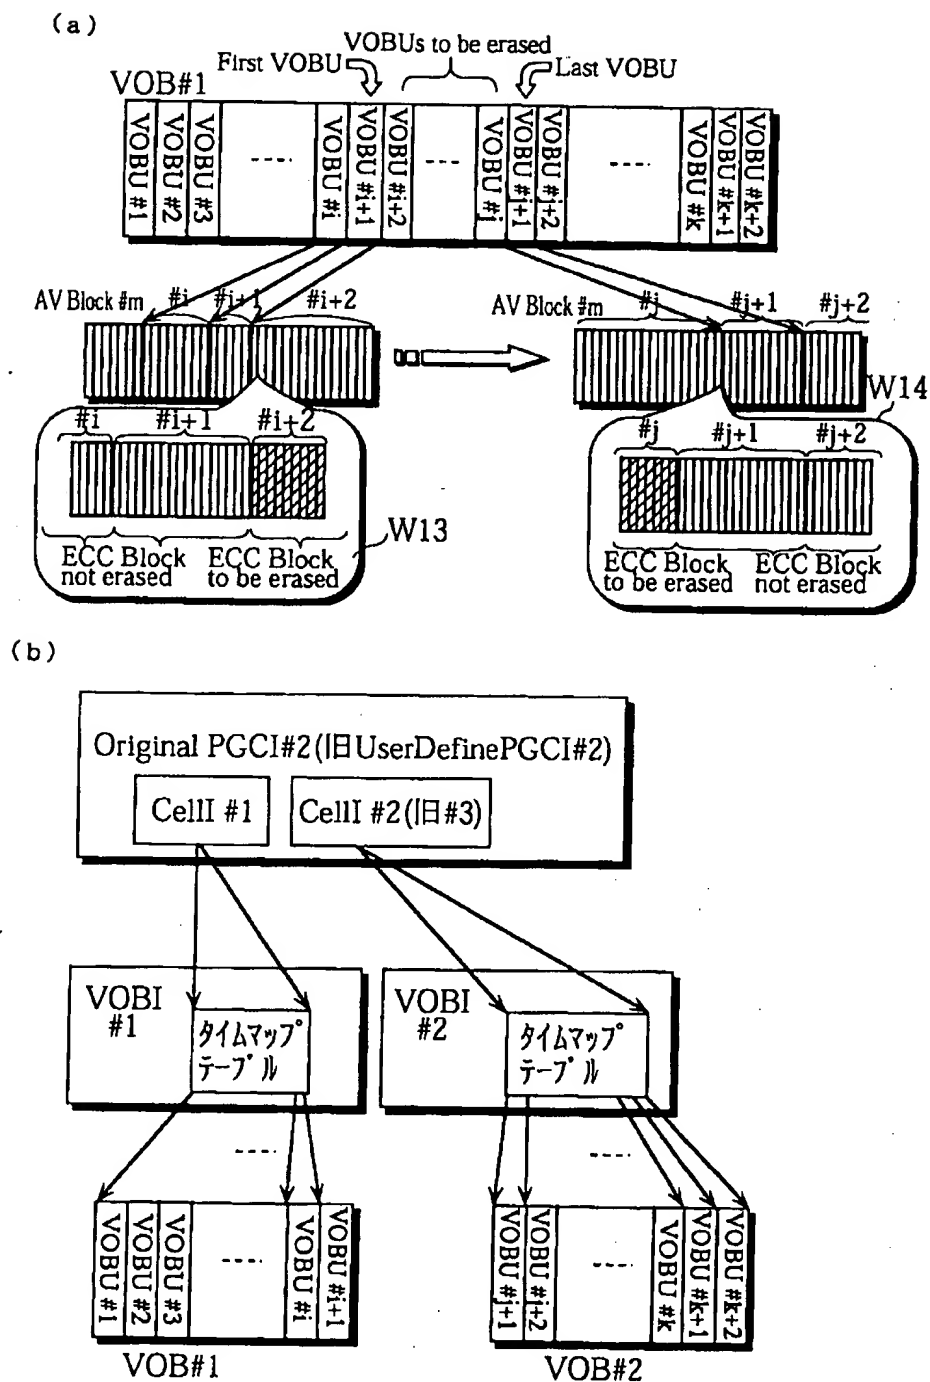 (a)
VOBUs to be erased
First VOBU
Last VOBU
VOB#1
VOBU #1
VOBU #2
VOBU #3
VOBU #i
VOBU #i+1
VOBU #i+2
VOBU #j
VOBU #j+1
VOBU #j+2
VOBU #k
VOBU #k+1
VOBU #k+2
AV Block #m
#i
#i+1
#i+2
AV Block #m
#j
#j+1
#j+2
W14
#i
#i+1
#i+2
#j
#j+1
#j+2
W13
ECC Block
not erased
ECC Block
to be erased
ECC Block
to be erased
ECC Block
not erased
(b)
Original PGCI#2(旧UserDefinePGCI#2)
CellI #1
CellI #2(旧#3)
VOBI
#1
タイムマップ
テーブル
VOBI
#2
タイムマップ
テーブル
VOBU #1
VOBU #2
VOBU #3
VOBU #i
VOBU #i+1
VOBU #j+1
VOBU #j+2
VOBU #k
VOBU #k+1
VOBU #k+2
VOB#1
VOB#2